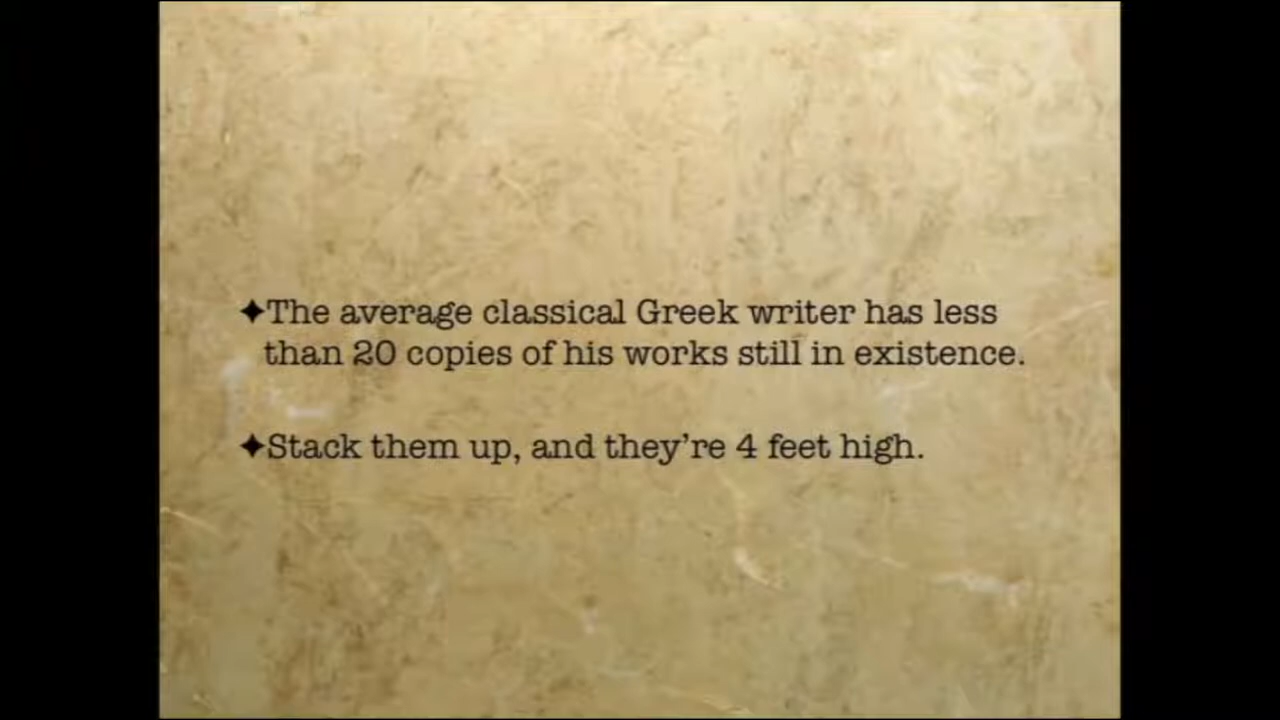 ✦The average classical Greek writer has less
than 20 copies of his works still in existence.
✦Stack them up, and they're 4 feet high.